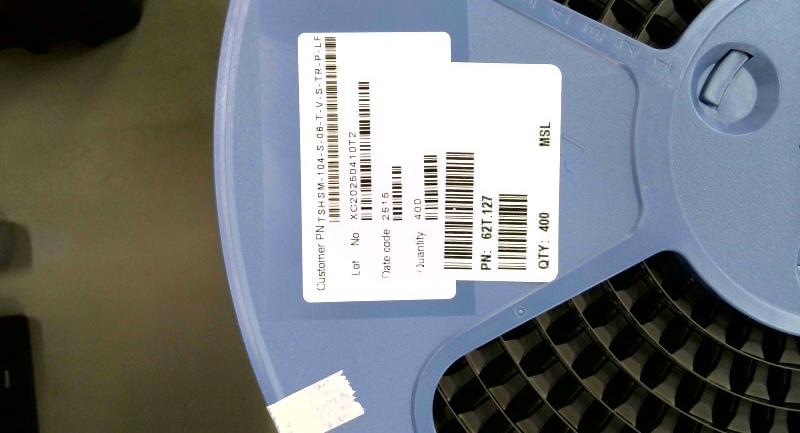 Customer PN TSHSM-104-S-06-T-V-S-TR-P-LF
Lot No XC20250410T2
Date code 2515
Quantity 400
PN: 62T.127
QTY: 400 MSL